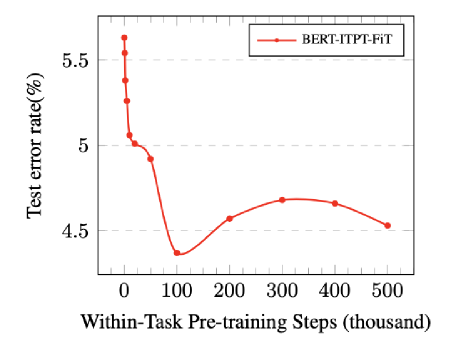 BERT-ITPT-FiT
5.5
5
4.5
Test error rate(%)
0 100 200 300 400 500
Within-Task Pre-training Steps (thousand)